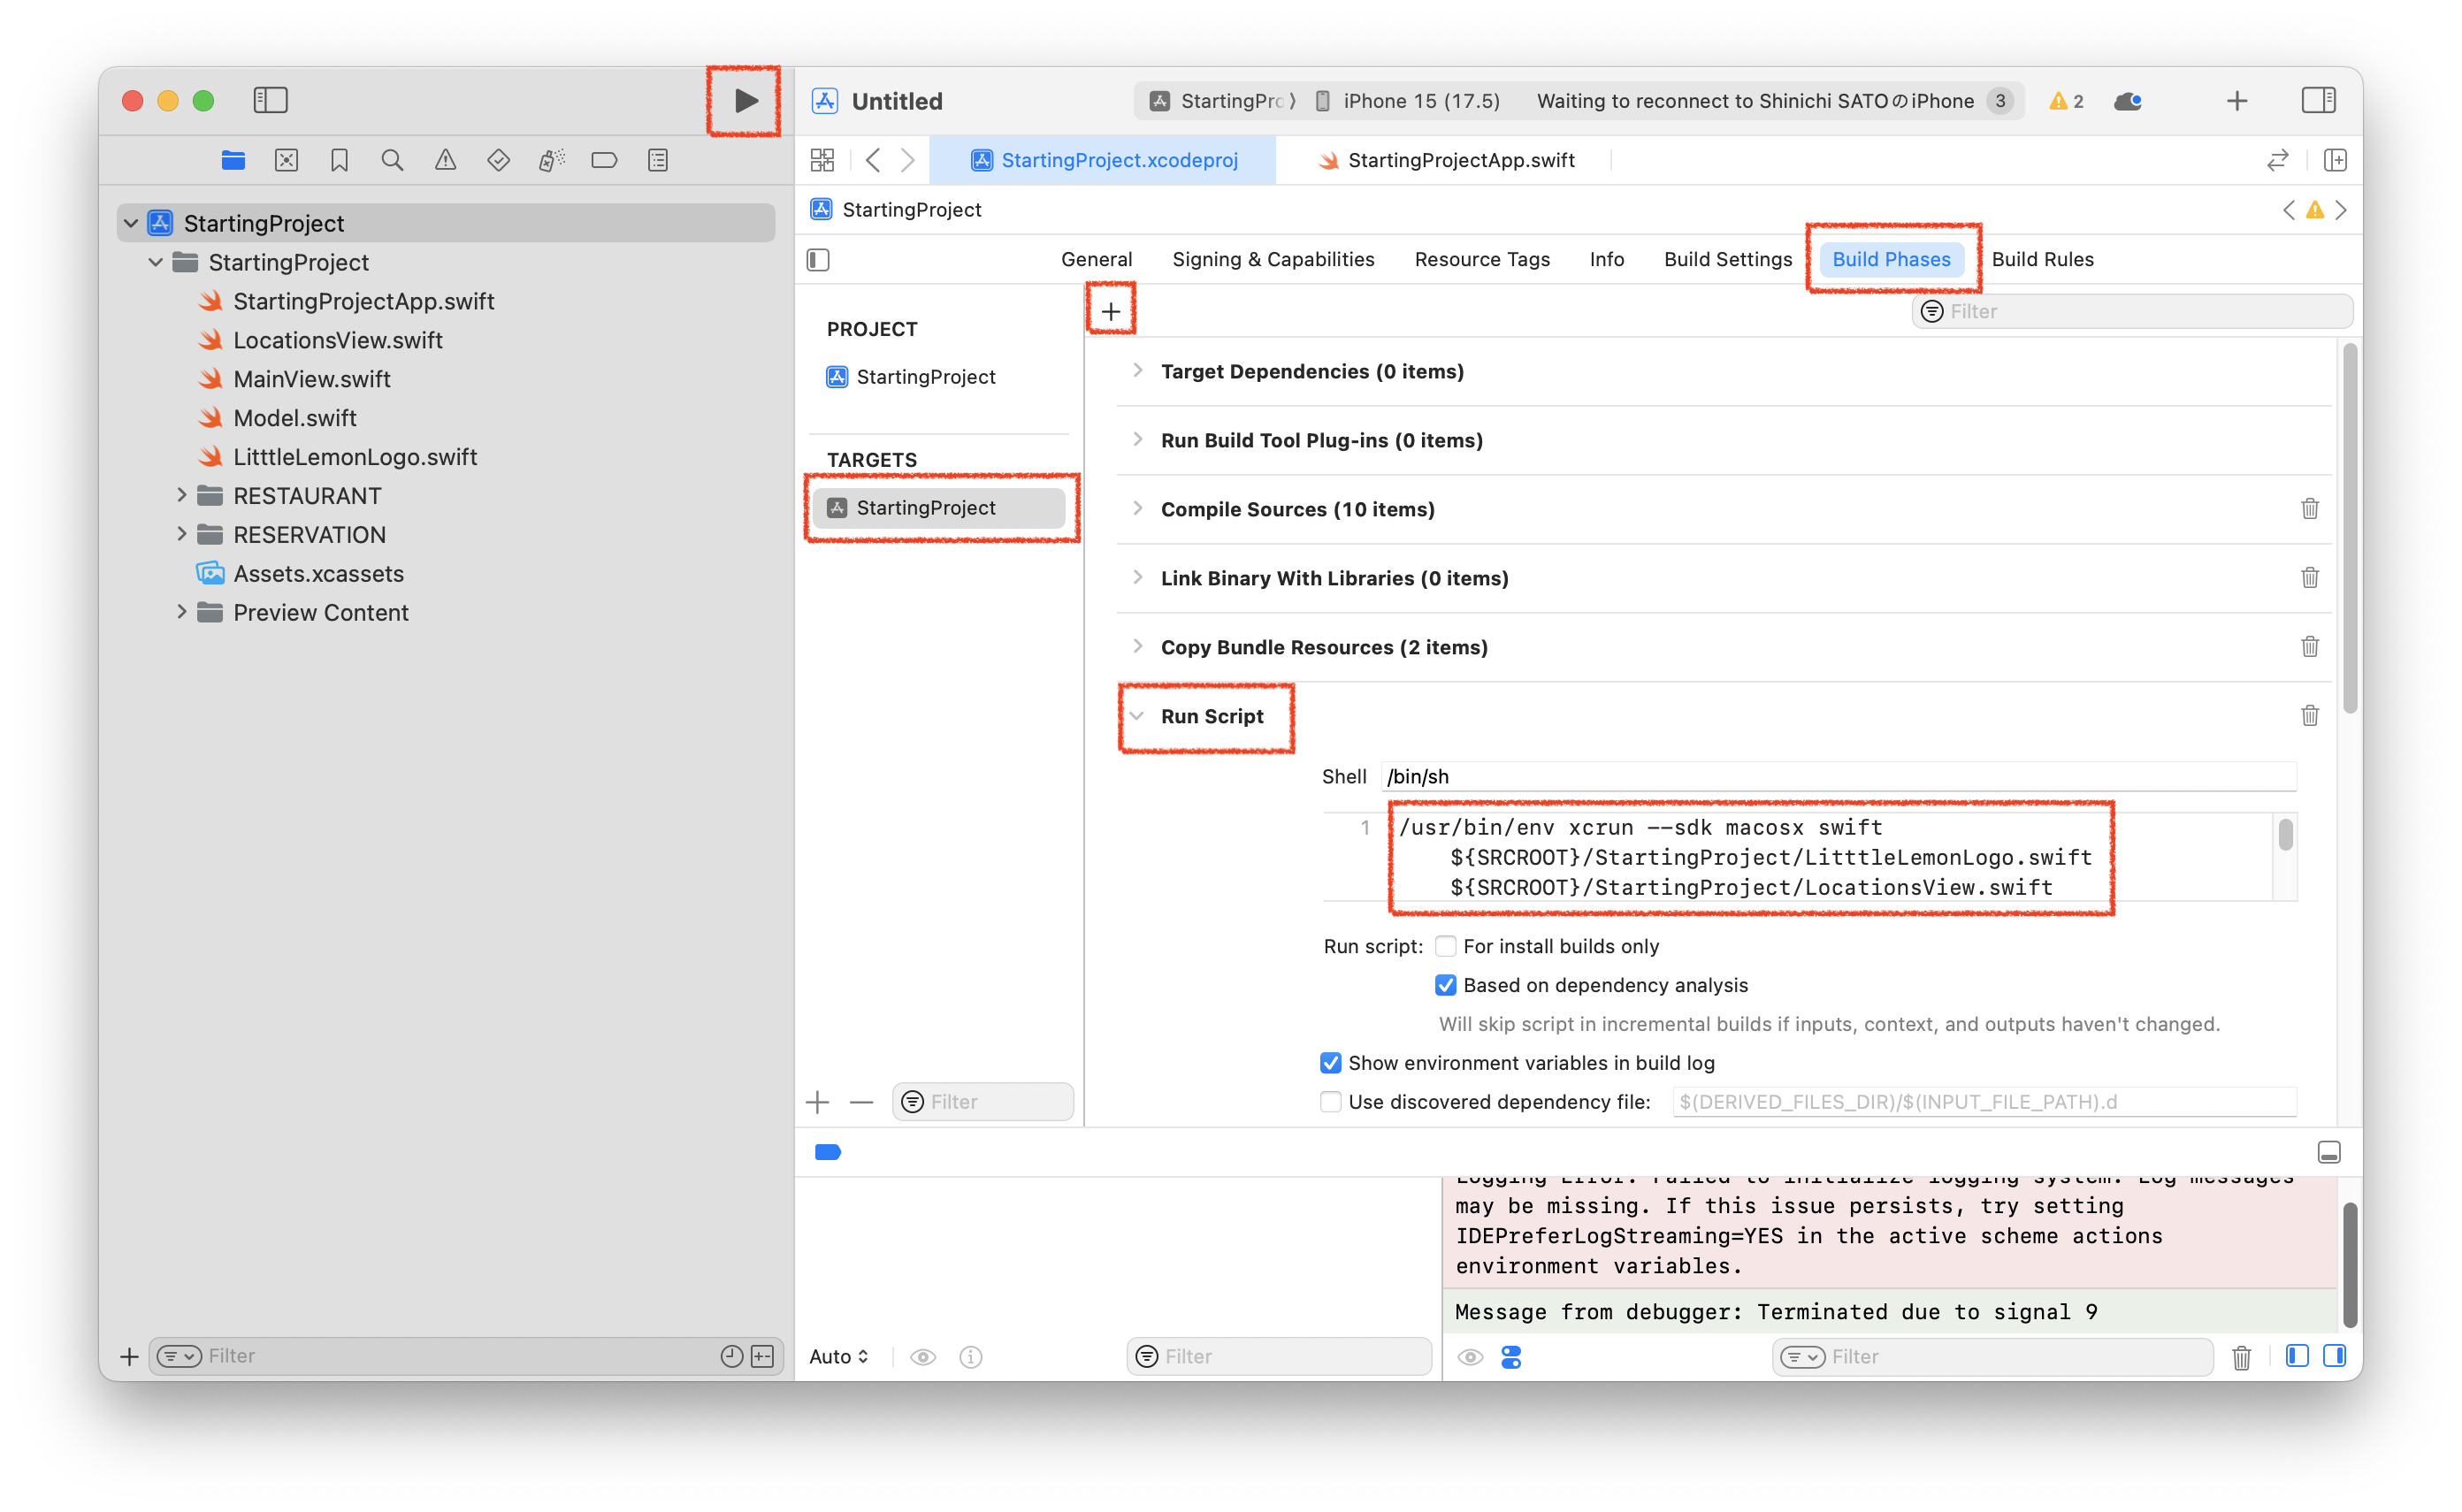 Untitled
StartingPro
iPhone 15 (17.5)
Waiting to reconnect to Shinichi SATOのiPhone
3
2
StartingProject.xcodeproj
StartingProjectApp.swift
StartingProject
StartingProject
StartingProjectApp.swift
LocationsView.swift
MainView.swift
Model.swift
LitttleLemonLogo.swift
RESTAURANT
RESERVATION
Assets.xcassets
Preview Content
Filter
StartingProject
General
Signing & Capabilities
Resource Tags
Info
Build Settings
Build Phases
Build Rules
PROJECT
StartingProject
TARGETS
StartingProject
Filter
Filter
Target Dependencies (0 items)
Run Build Tool Plug-ins (0 items)
Compile Sources (10 items)
Link Binary With Libraries (0 items)
Copy Bundle Resources (2 items)
Run Script
Shell /bin/sh
1 /usr/bin/env xcrun --sdk macosx swift
${SRCROOT}/StartingProject/LitttleLemonLogo.swift
${SRCROOT}/StartingProject/LocationsView.swift
Run script: For install builds only
Based on dependency analysis
Will skip script in incremental builds if inputs, context, and outputs haven't changed.
Show environment variables in build log
Use discovered dependency file: $(DERIVED_FILES_DIR)/$(INPUT_FILE_PATH).d
Logging Error: Failed to initialize logging system. Log messages
may be missing. If this issue persists, try setting
IDEPreferLogStreaming=YES in the active scheme actions
environment variables.
Message from debugger: Terminated due to signal 9
Auto
Filter
Filter